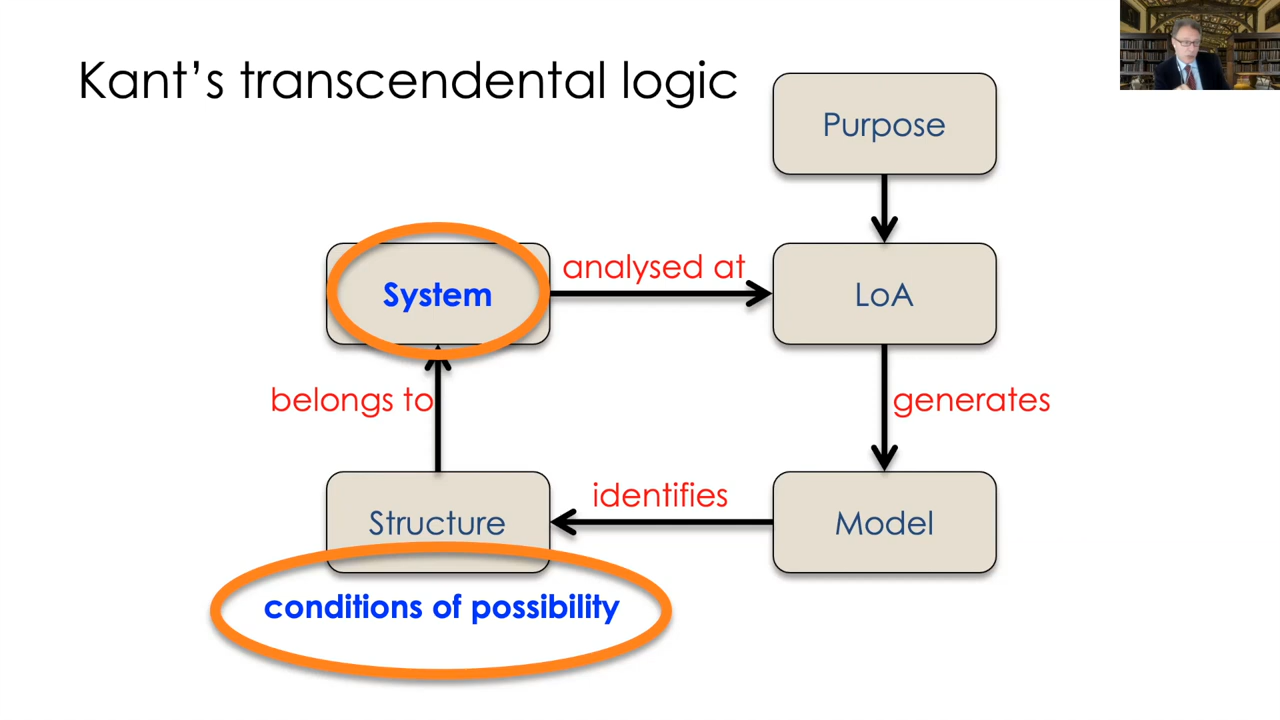 Kant's transcendental logic
Purpose
System
analysed at
LoA
belongs to
generates
Structure
identifies
Model
conditions of possibility